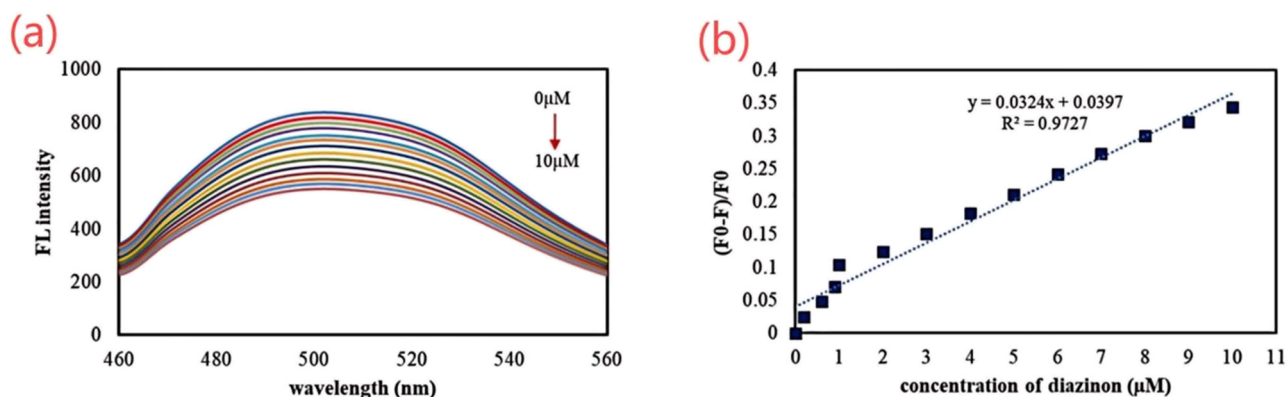 (a)
1000
800
600
400
200
0
FL intensity
0μM
10μM
460 480 500 520 540 560
wavelength (nm)
(b)
0.4
0.35
0.3
0.25
0.2
0.15
0.1
0.05
0
(F0-F)/F0
y = 0.0324x + 0.0397
R² = 0.9727
0 1 2 3 4 5 6 7 8 9 10 11
concentration of diazinon (μM)